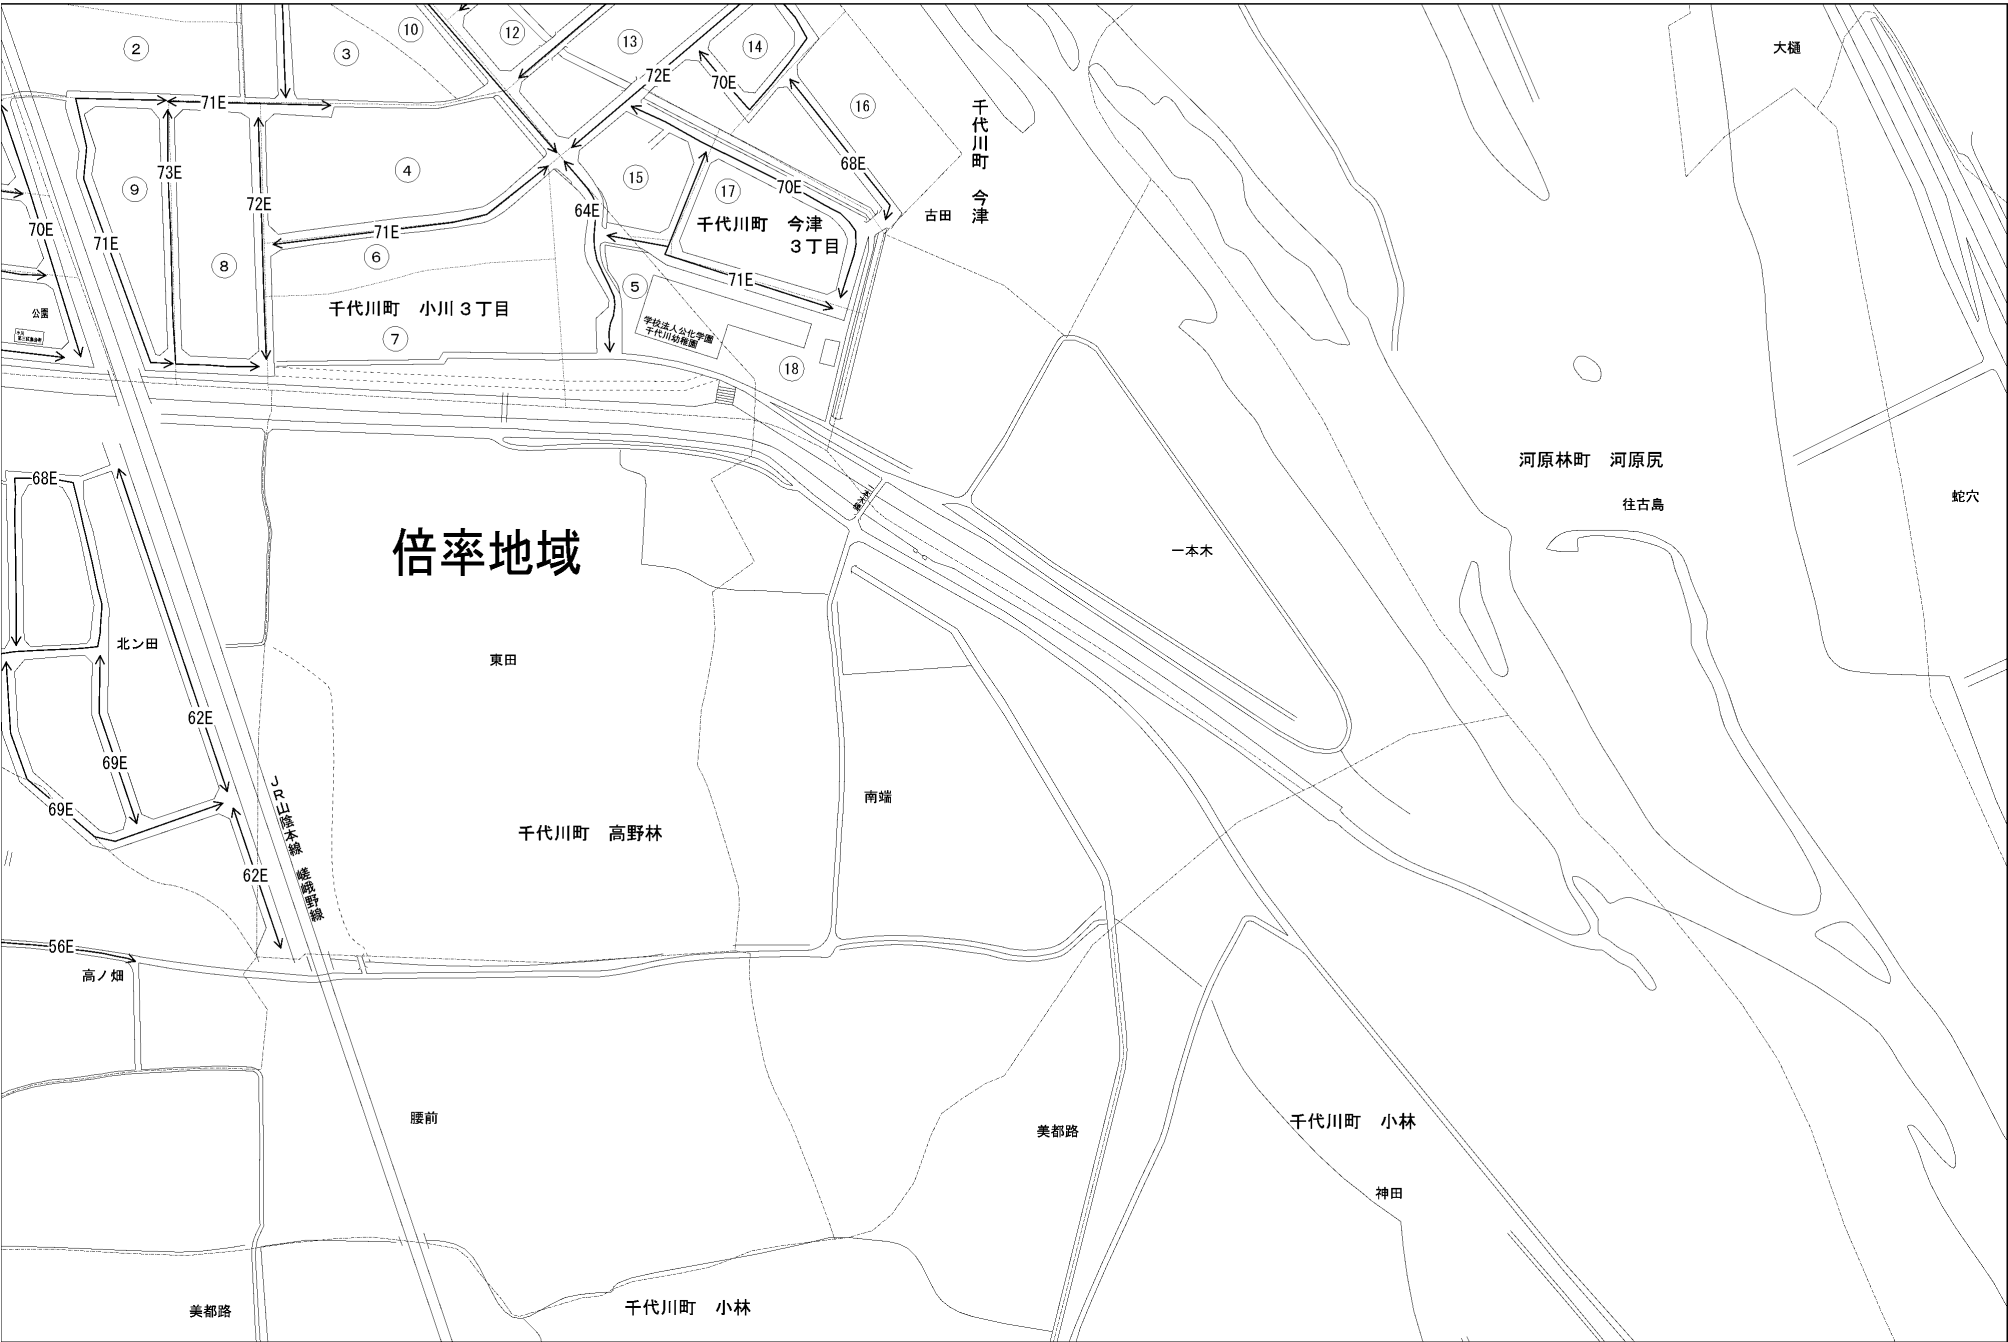 ②
③
⑩
⑫
⑬
⑭
大樋
72E
70E
71E
⑯
千代川町 今津
④
68E
73E
⑨
⑮
⑰
70E
72E
64E
古田
70E
71E
71E
千代川町 今津
3丁目
⑥
⑧
71E
⑤
千代川町 小川3丁目
公園
学校法人公化学園
千代川幼稚園
⑦
⑱
河原林町 河原尻
68E
蛇穴
往古島
倍率地域
一本木
北ン田
東田
62E
69E
JR山陰本線 嵯峨野線
南端
69E
千代川町 高野林
62E
56E
高ノ畑
腰前
千代川町 小林
美都路
神田
美都路
千代川町 小林